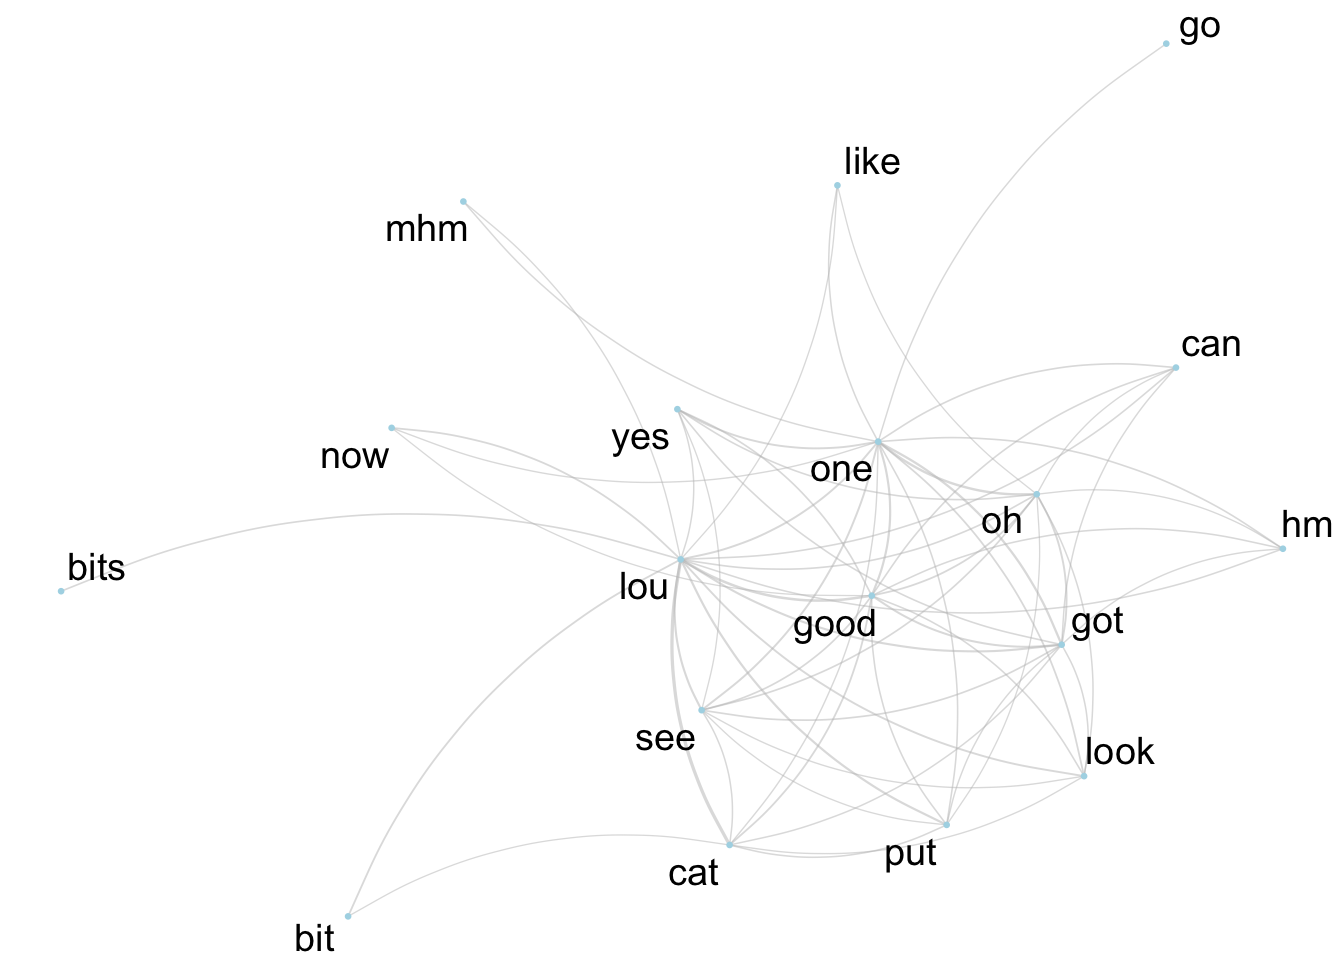 go
like
mhm
can
yes
now
one
oh
hm
bits
lou
good
got
see
look
put
cat
bit